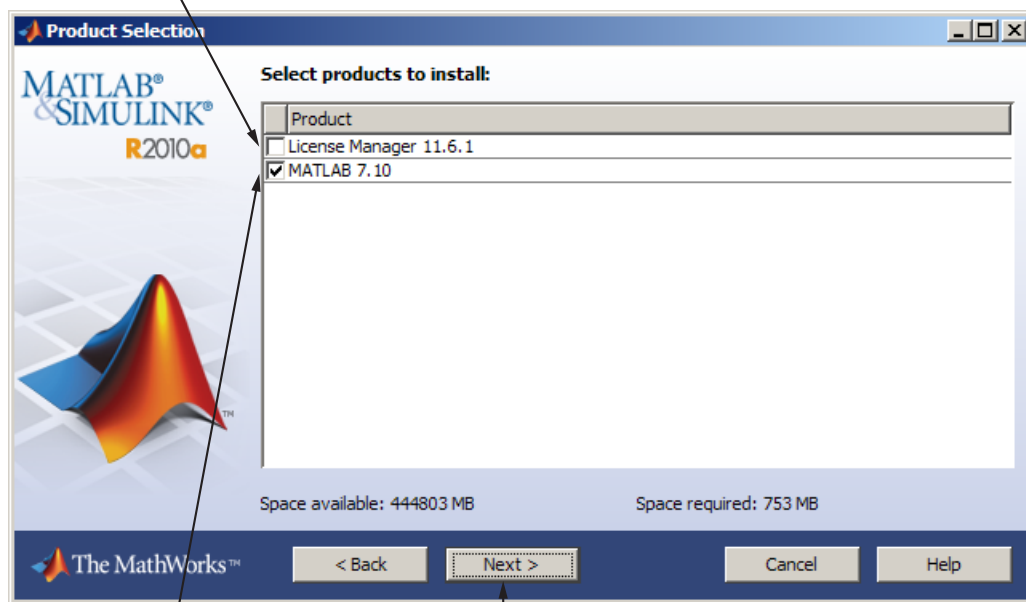 Product Selection
MATLAB®
&SIMULINK®
R2010a
Select products to install:
Product
License Manager 11.6.1
MATLAB 7.10
TM
Space available: 444803 MB Space required: 753 MB
The MathWorks™
< Back Next > Cancel Help